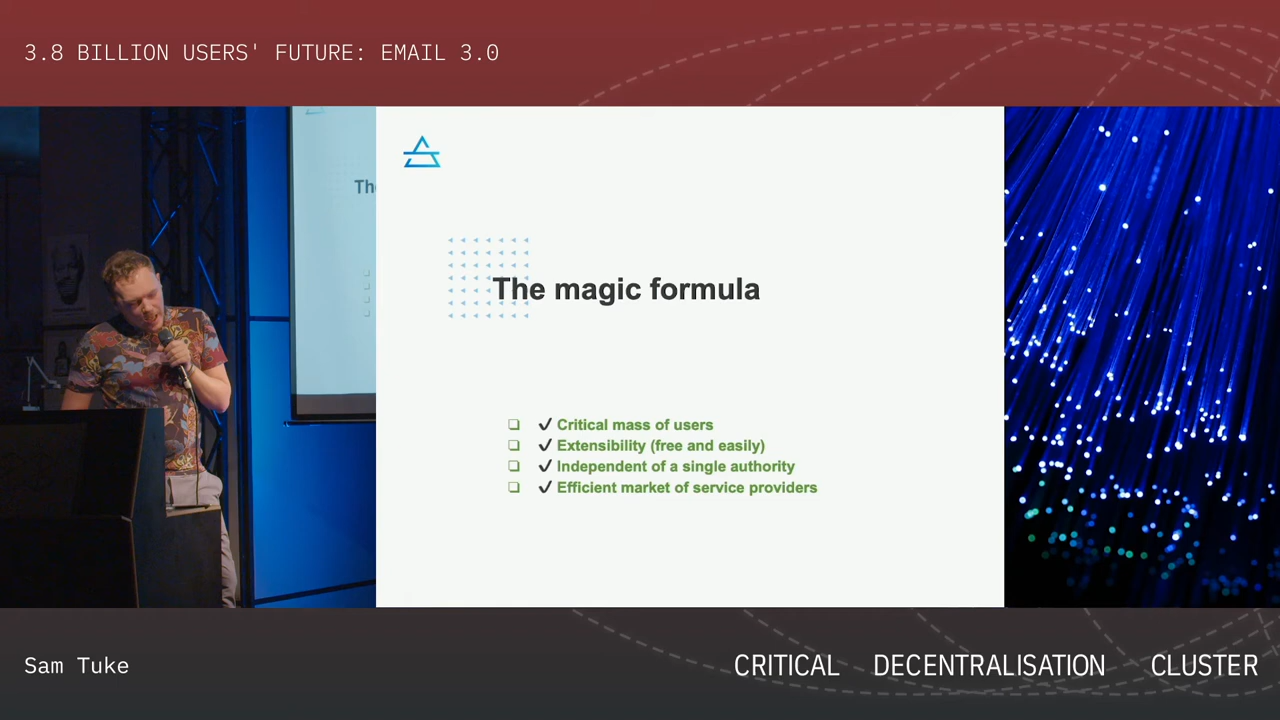 3.8 BILLION USERS' FUTURE: EMAIL 3.0
The
The magic formula
✓ Critical mass of users
✓ Extensibility (free and easily)
✓ Independent of a single authority
✓ Efficient market of service providers
Sam Tuke
CRITICAL DECENTRALISATION CLUSTER